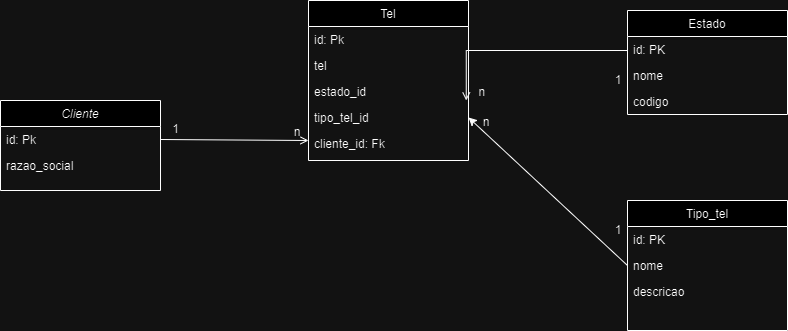 Cliente
id: Pk
razao_social
1
n
Tel
id: Pk
tel
estado_id
tipo_tel_id
cliente_id: Fk
n
n
Estado
id: PK
nome
codigo
1
Tipo_tel
id: PK
nome
descricao
1